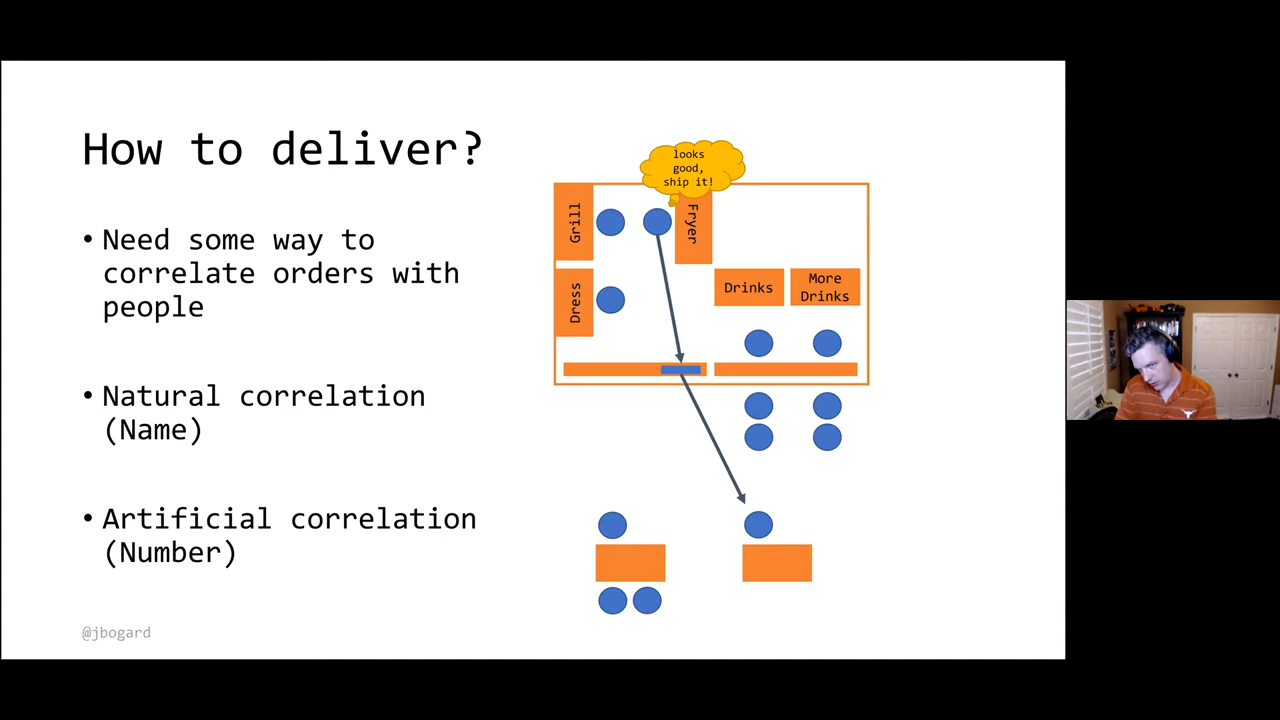 How to deliver?
• Need some way to
correlate orders with
people
• Natural correlation
(Name)
• Artificial correlation
(Number)
@jbogard
looks
good,
ship it!
Grill
Fryer
Dress
Drinks
More
Drinks